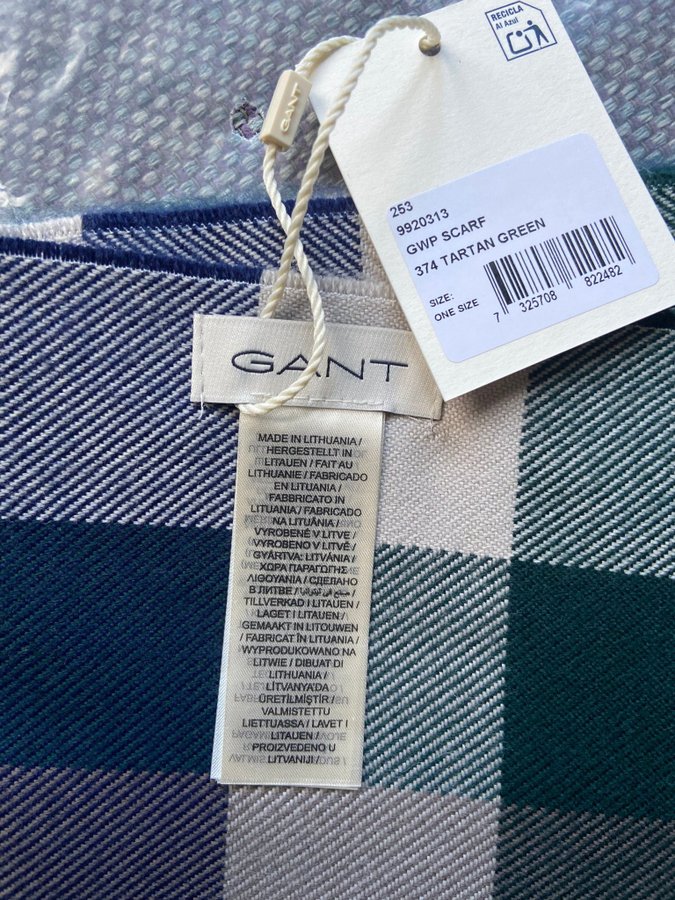 RECICLA
Al Azul
GANT
253
9920313
GWP SCARF
374 TARTAN GREEN
SIZE:
ONE SIZE
7 325708 822482
GANT
MADE IN LITHUANIA /
HERGESTELLT IN
LITAUEN / FAIT AU
LITHUANIE / FABRICADO
EN LITUANIA /
FABBRICATO IN
LITUANIA / FABRICADO
NA LITUÂNIA /
VYROBENÉ V LITVE /
VYROBENO V LITVĚ /
GYÁRTVA: LITVÁNIA /
ΧΩΡΑ ΠΑΡΑΓΩΓΗΣ
ΛΙΘΟΥΑΝΙΑ / СДЕЛАНО
В ЛИТВЕ / صنع في ليتوانيا /
TILLVERKAD I LITAUEN /
LAGET I LITAUEN /
GEMAAKT IN LITOUWEN
/ FABRICAT ÎN LITUANIA /
WYPRODUKOWANO NA
LITWIE / DIBUAT DI
LITHUANIA /
LİTVANYA'DA
ÜRETİLMİŞTİR /
VALMISTETTU
LIETTUASSA / LAVET I
LITAUEN /
PROIZVEDENO U
LITVANIJI /